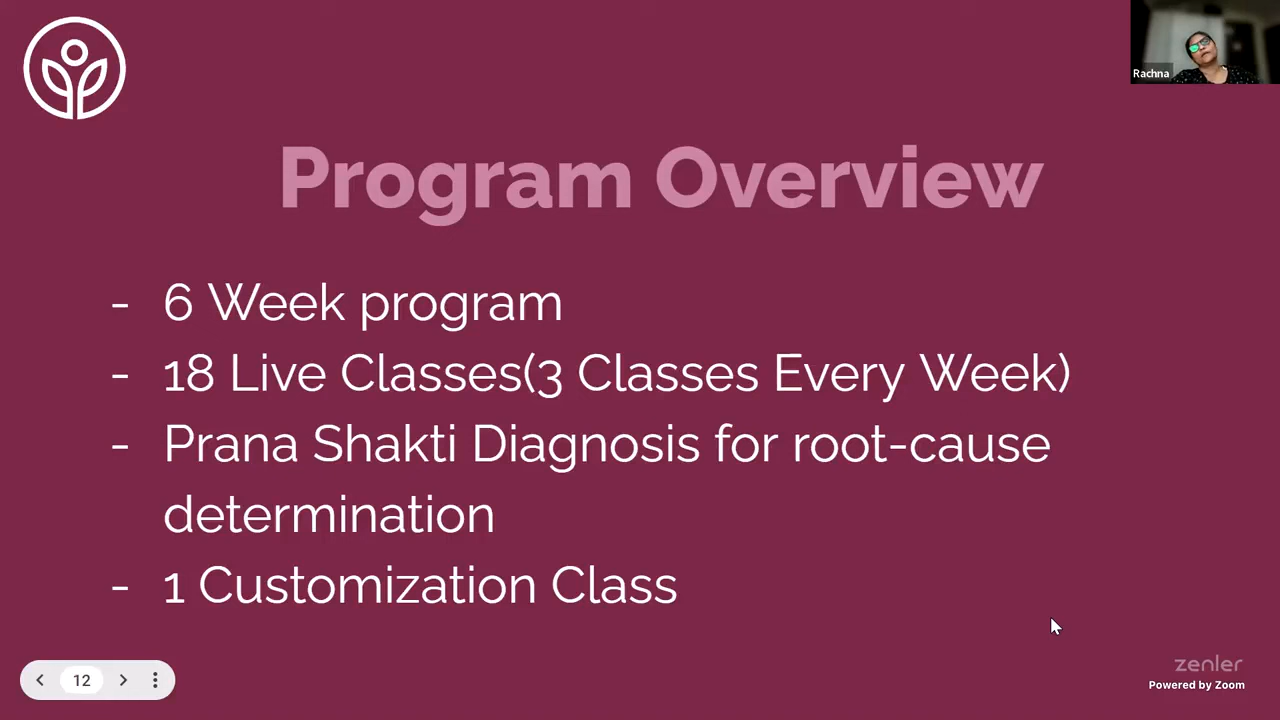 Rachna
Program Overview
- 6 Week program
- 18 Live Classes(3 Classes Every Week)
- Prana Shakti Diagnosis for root-cause
determination
- 1 Customization Class
12
zenler
Powered by Zoom